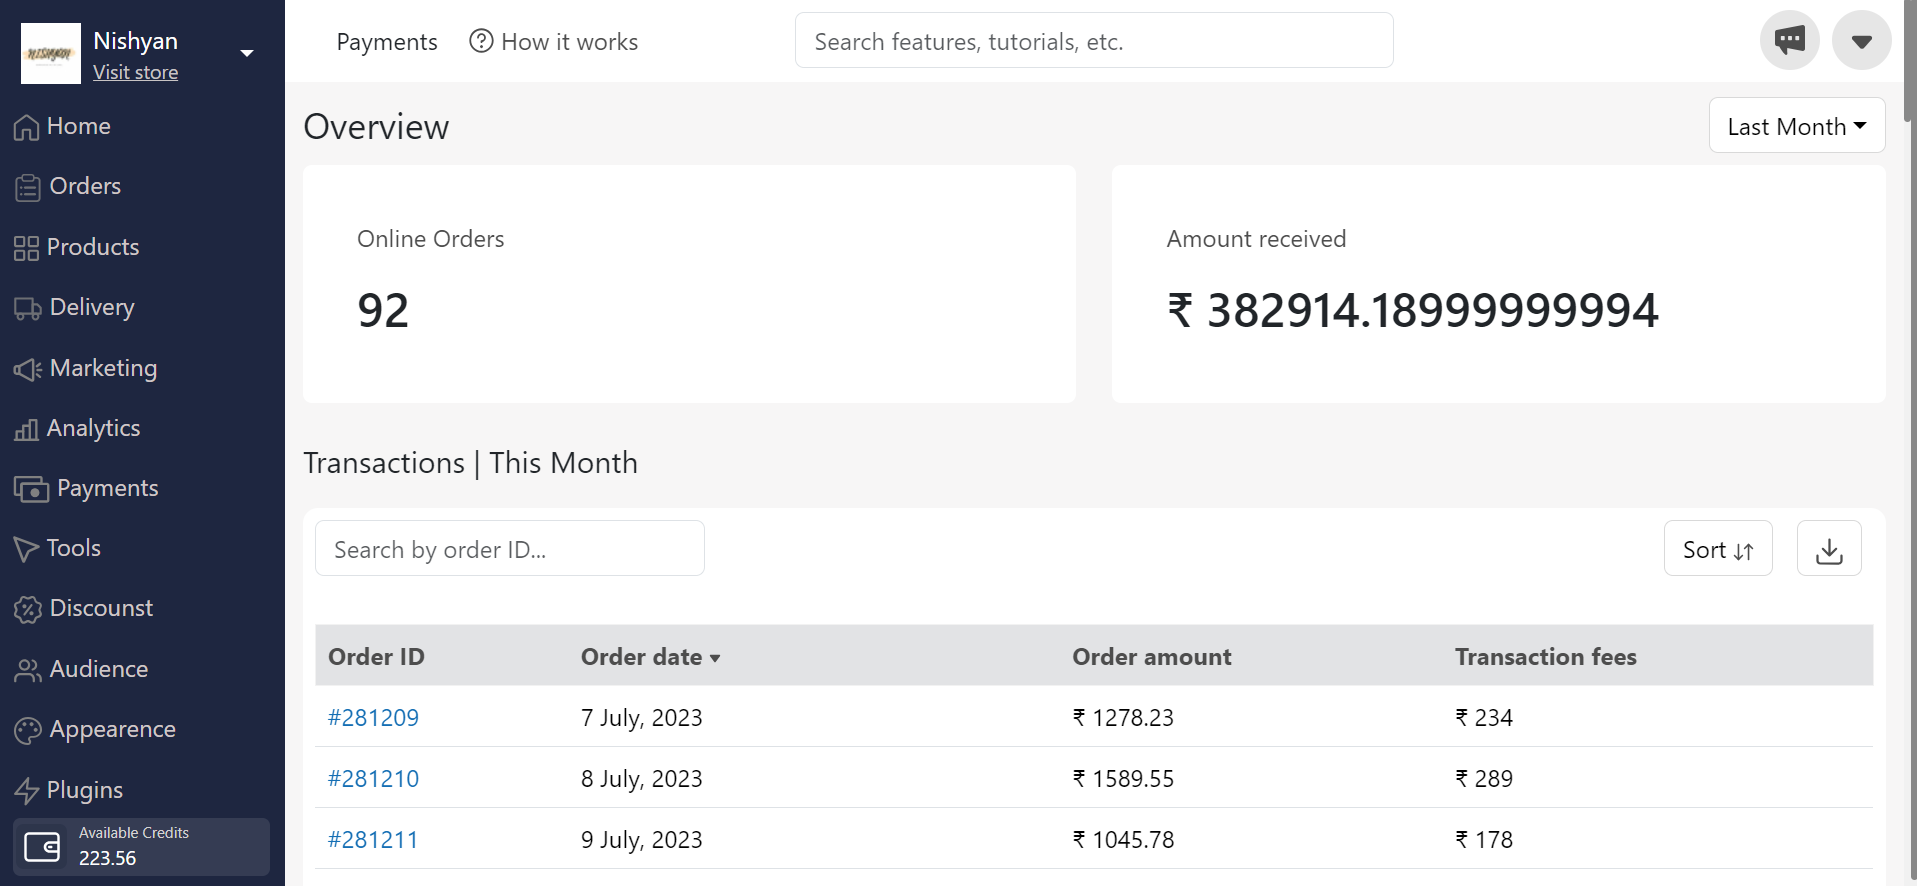 Nishyan
Visit store
Home
Orders
Products
Delivery
Marketing
Analytics
Payments
Tools
Discounst
Audience
Appearence
Plugins
Available Credits
223.56
Payments
How it works
Search features, tutorials, etc.
Overview
Last Month
Online Orders
92
Amount received
₹ 382914.18999999994
Transactions | This Month
Search by order ID...
Sort
Order ID Order date Order amount Transaction fees
#281209 7 July, 2023 ₹ 1278.23 ₹ 234
#281210 8 July, 2023 ₹ 1589.55 ₹ 289
#281211 9 July, 2023 ₹ 1045.78 ₹ 178